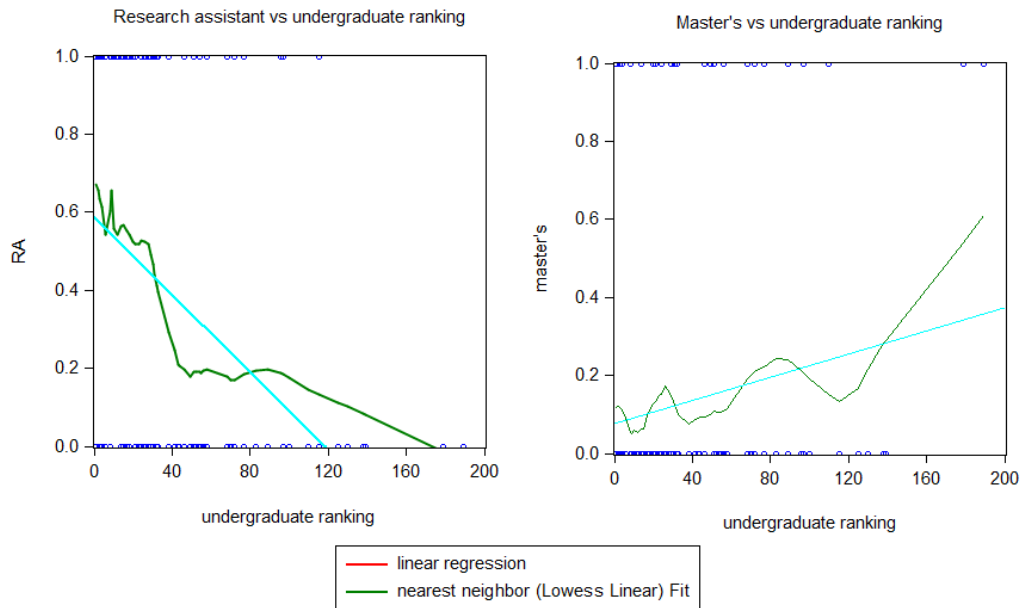 Research assistant vs undergraduate ranking
1.0
0.8
0.6
0.4
0.2
0.0
RA
0 40 80 120 160 200
undergraduate ranking
Master's vs undergraduate ranking
1.0
0.8
0.6
0.4
0.2
0.0
master's
0 40 80 120 160 200
undergraduate ranking
linear regression
nearest neighbor (Lowess Linear) Fit